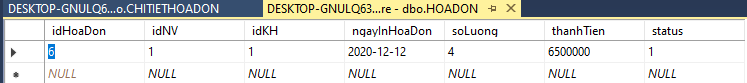 DESKTOP-GNULQ6...o.CHITIETHOADON DESKTOP-GNULQ63...re - dbo.HOADON
idHoaDon idNV idKH ngayInHoaDon soLuong thanhTien status
6 1 1 2020-12-12 4 6500000 1
NULL NULL NULL NULL NULL NULL NULL